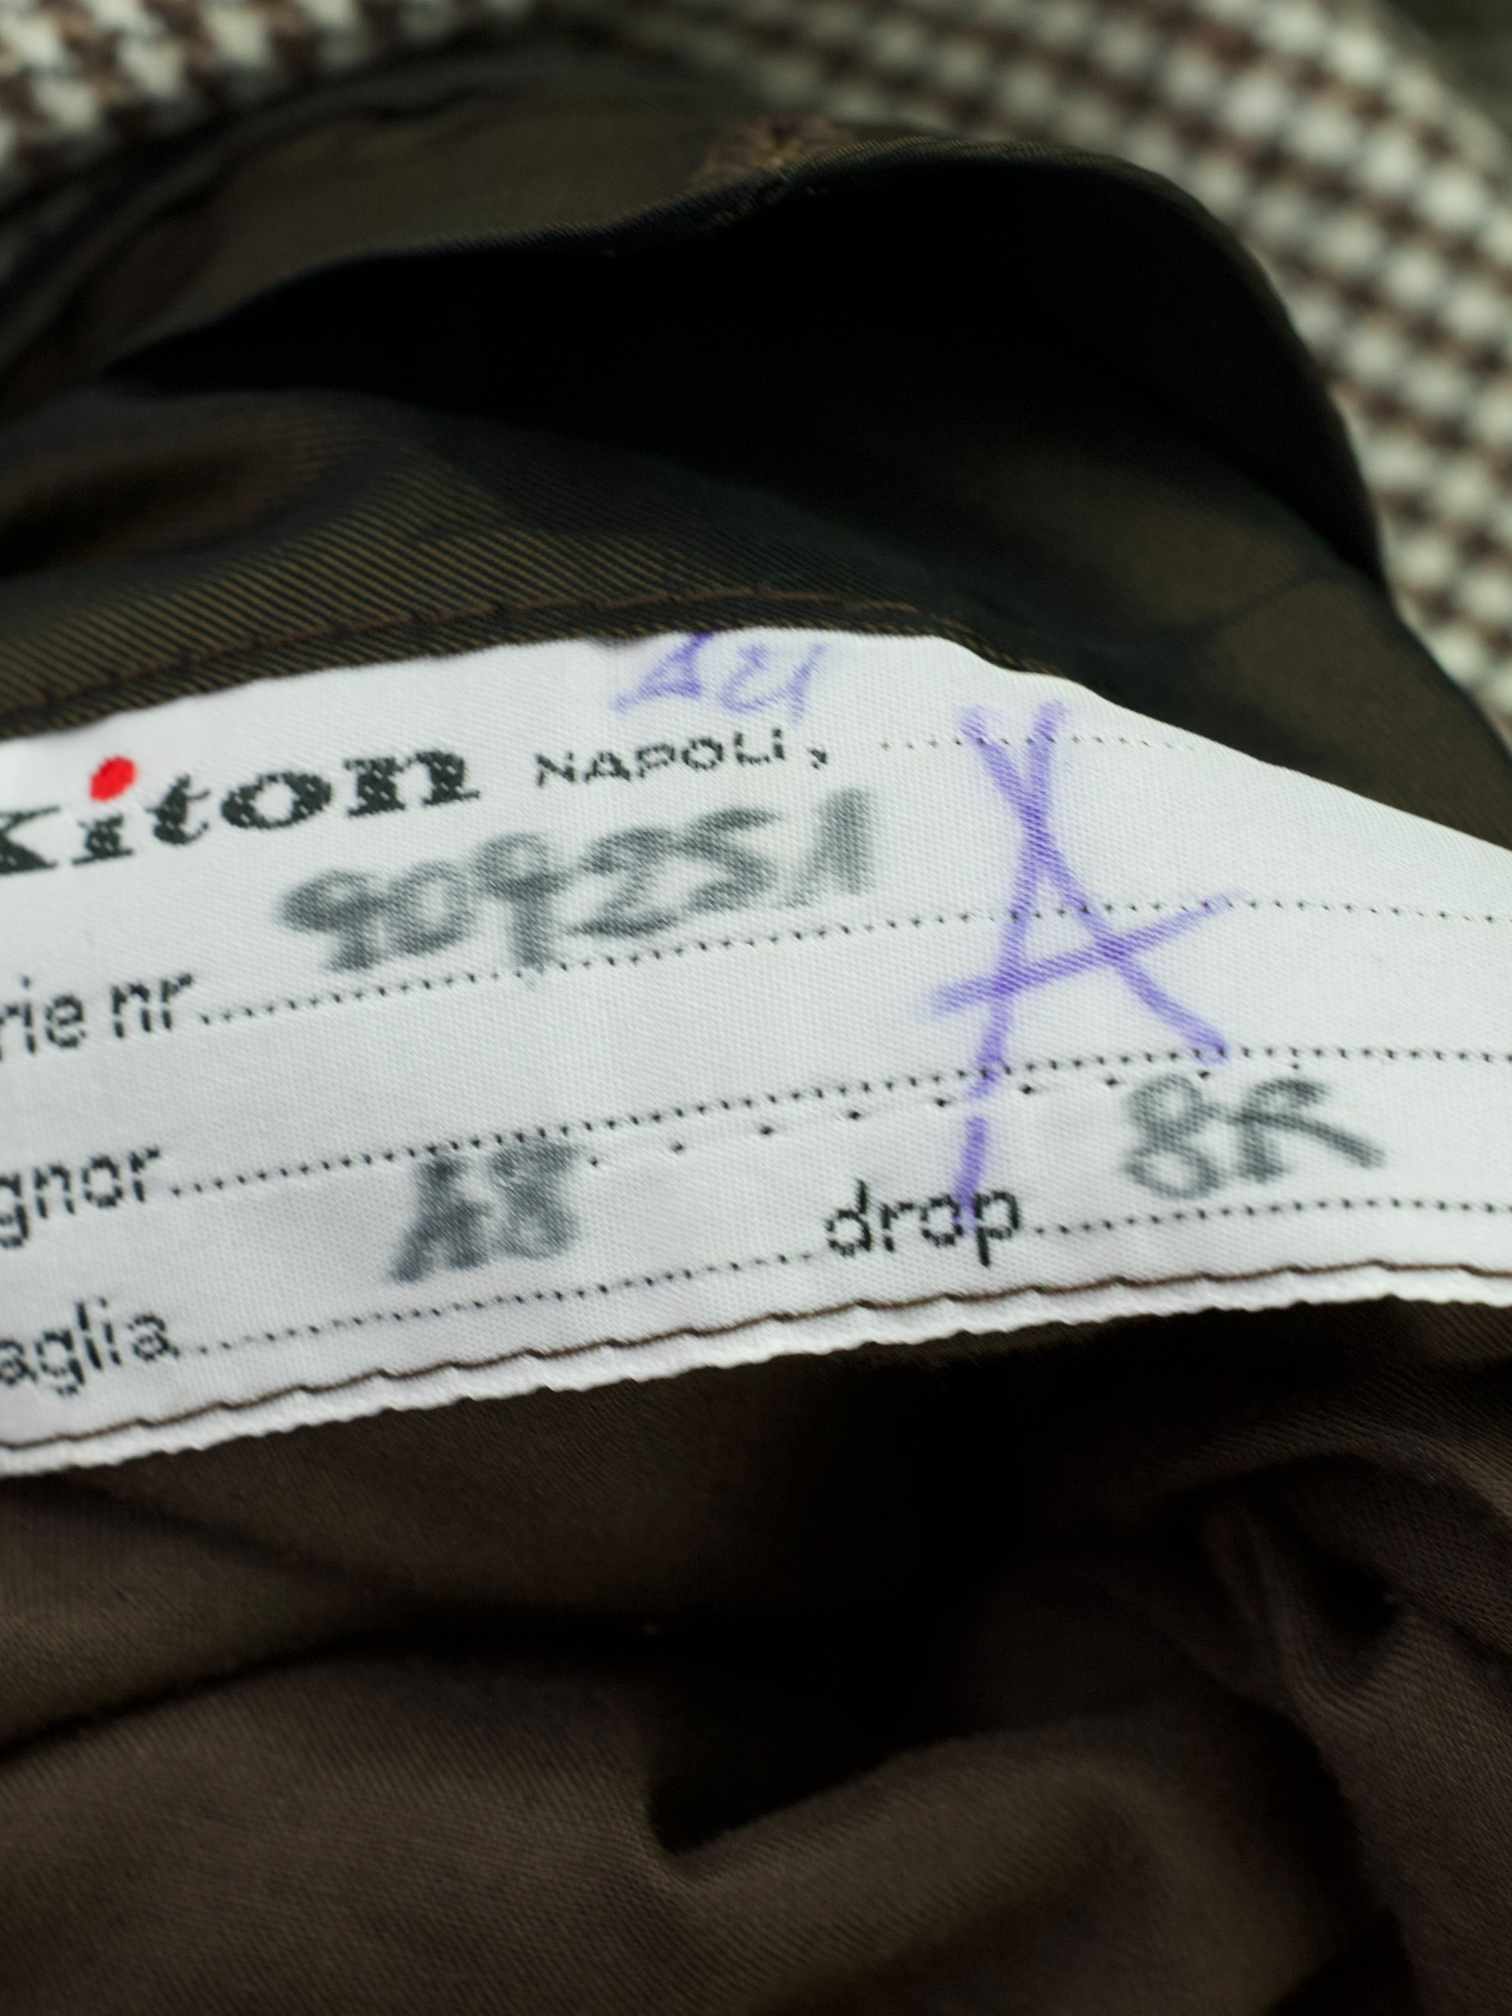 Kiton NAPOLI,
rie nr 909251
A
gnor
48 drop 8R
aglia